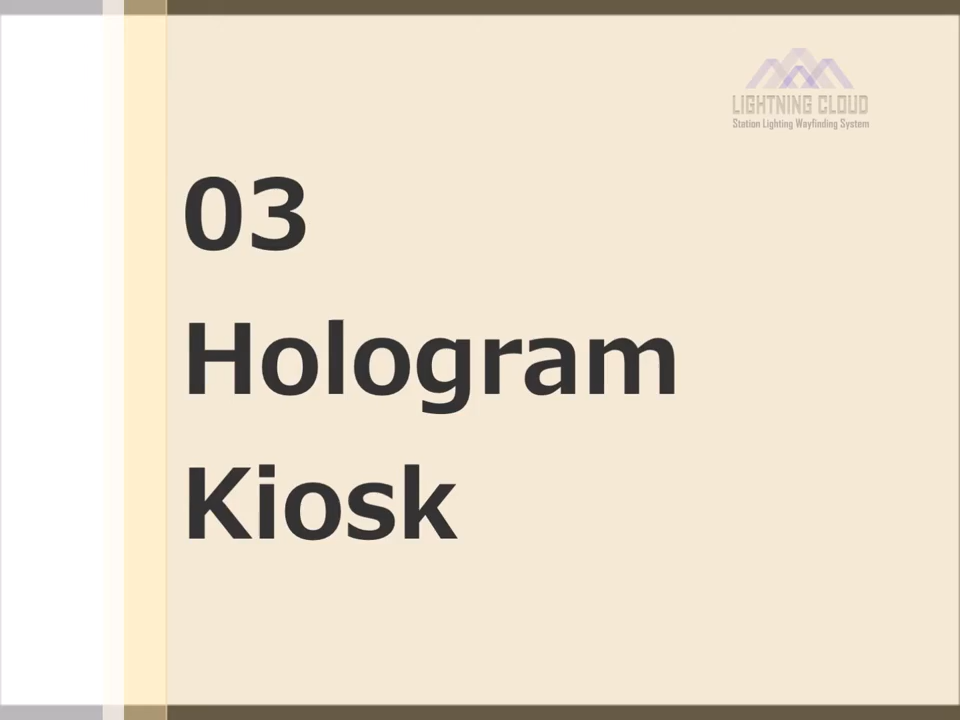 LIGHTNING CLOUD
Station Lighting Wayfinding System
03
Hologram
Kiosk